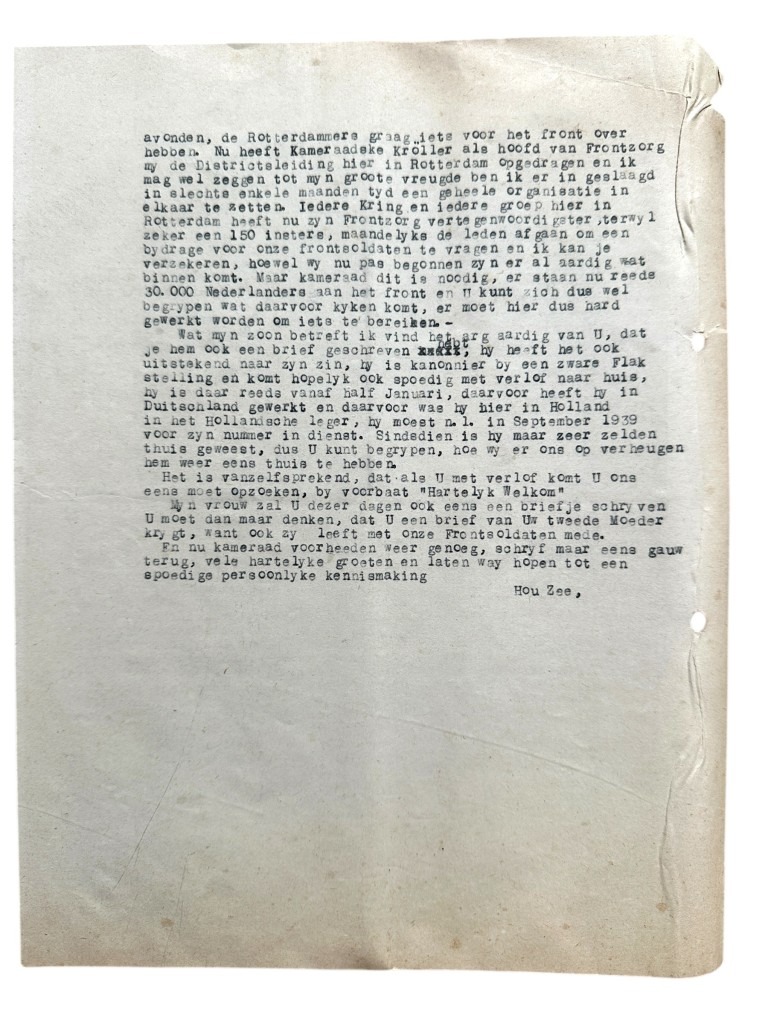 avonden, de Rotterdammers graag iets voor het front over
hebben. Nu heeft Kameraadske Kröller als hoofd van Frontzorg
my de Districtsleiding hier in Rotterdam opgedragen en ik
mag wel zeggen tot myn groote vreugde ben ik er in geslaagd
in slechts enkele maanden tyd een geheele organisatie in
elkaar te zetten. Iedere Kring en iedere groep hier in
Rotterdam heeft nu zyn Frontzorg vertegenwoordigster,terwyl
zeker een 150 insters, maandelyks de leden afgaan om een
bydrage voor onze frontsoldaten te vragen en ik kan je
verzekeren, hoewel wy nu pas begonnen zyn er al aardig wat
binnen komt. Maar kameraad dit is noodig, er staan nu reeds
30.000 Nederlanders aan het front en U kunt zich dus wel
begrypen wat daarvoor kyken komt, er moet hier dus hard
gewerkt worden om iets te bereiken.-
Wat myn zoon betreft ik vind het erg aardig van U, dat
je hem ook een brief geschreven hebt, hy heeft het ook
uitstekend naar zyn zin, hy is kanonnier by een zware Flak
stelling en komt hopelyk ook spoedig met verlof naar huis,
hy is daar reeds vanaf half Januari, daarvoor heeft hy in
Duitschland gewerkt en daarvoor was hy hier in Holland
in het Hollandsche leger, hy moest n.l. in September 1939
voor zyn nummer in dienst. Sindsdien is hy maar zeer zelden
thuis geweest, dus U kunt begrypen, hoe wy er ons op verheugen
hem weer eens thuis te hebben.
Het is vanzelfsprekend, dat als U met verlof komt U ons
eens moet opzoeken, by voorbaat "Hartelyk Welkom"
Myn vrouw zal U dezer dagen ook eens een briefje schryven
U moet dan maar denken, dat U een brief van Uw tweede Moeder
krygt, want ook zy leeft met onze Frontsoldaten mede.
En nu kameraad voorheeden weer genoeg, schryf maar eens gauw
terug, vele hartelyke groeten en laten way hopen tot een
spoedige persoonlyke kennismaking
Hou Zee,